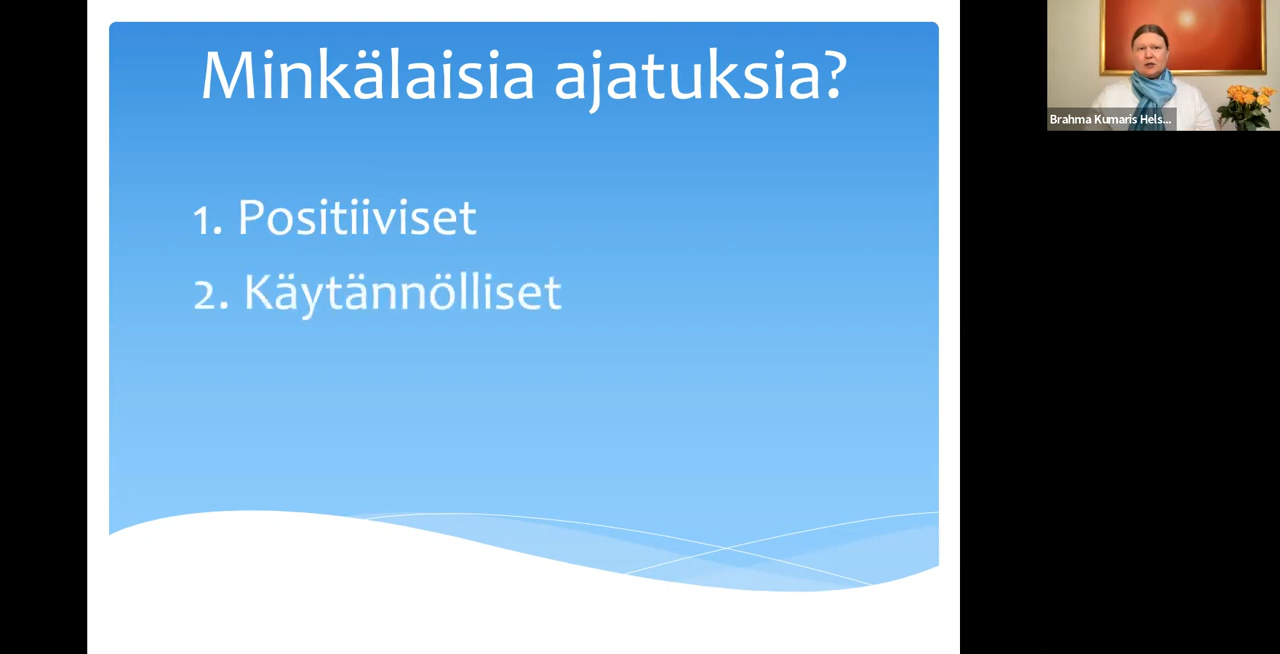 Minkälaisia ajatuksia?
1. Positiiviset
2. Käytännölliset
Brahma Kumaris Hels...